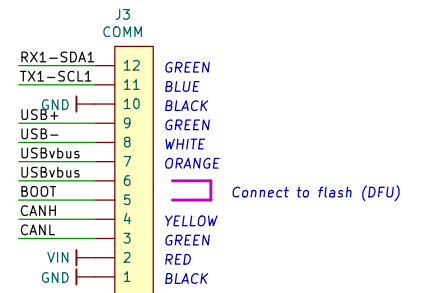 J3
COMM
RX1-SDA1 12 GREEN
TX1-SCL1 11 BLUE
GND 10 BLACK
USB+ 9 GREEN
USB- 8 WHITE
USBvbus 7 ORANGE
USBvbus 6
BOOT 5 Connect to flash (DFU)
CANH 4 YELLOW
CANL 3 GREEN
VIN 2 RED
GND 1 BLACK